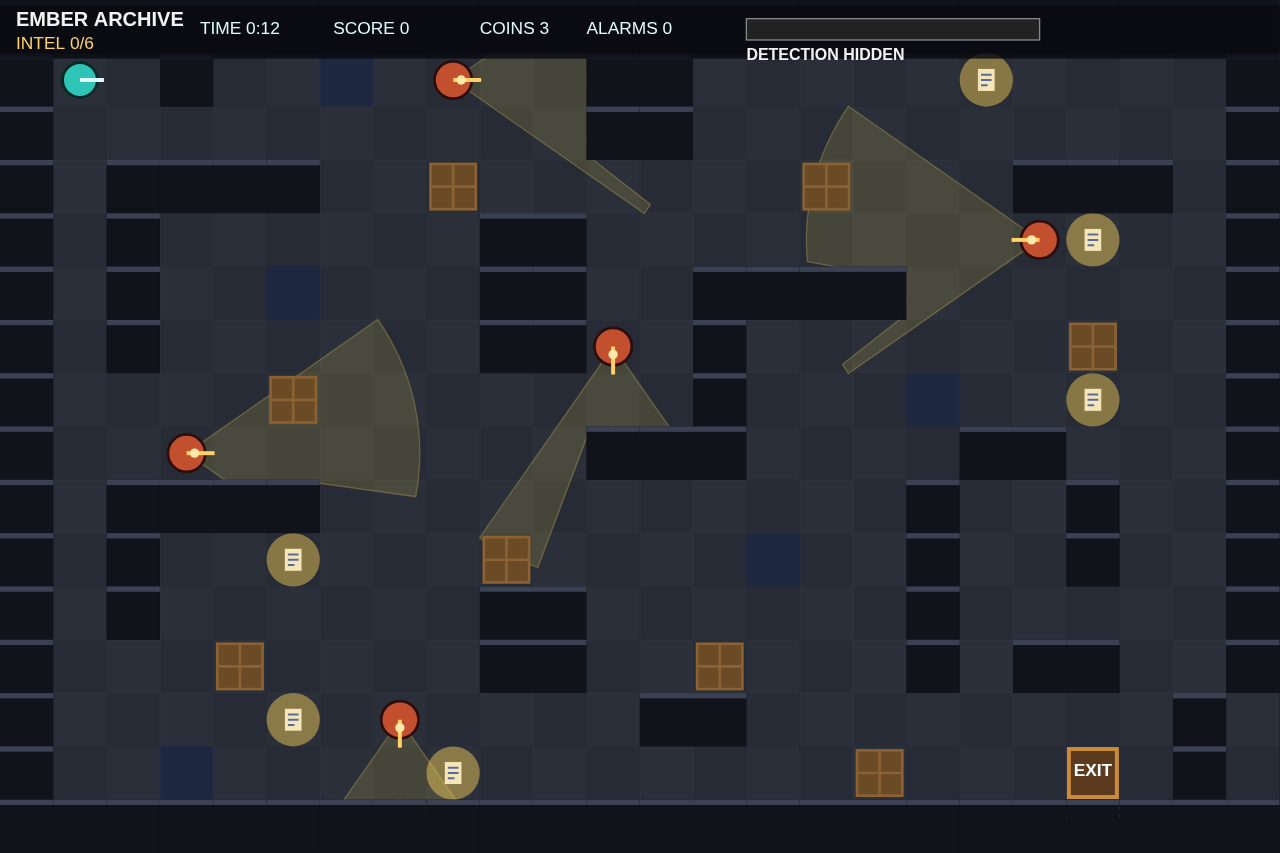 EMBER ARCHIVE
INTEL 0/6
TIME 0:12
SCORE 0
COINS 3
ALARMS 0
DETECTION HIDDEN
EXIT